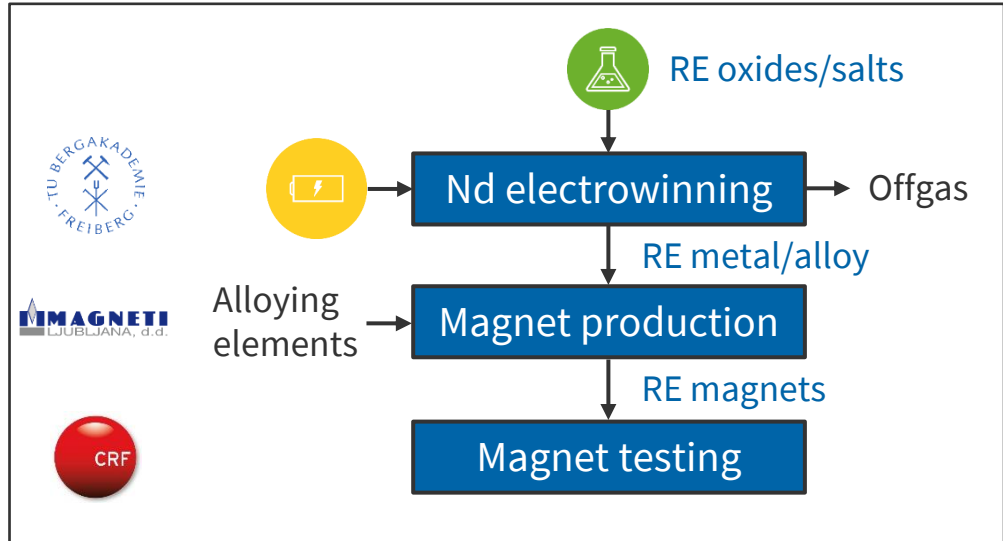 RE oxides/salts
TU BERGAKADEMIE
· FREIBERG ·
Nd electrowinning
Offgas
RE metal/alloy
MAGNETI
LJUBLJANA, d.d.
Alloying
elements
Magnet production
RE magnets
CRF
Magnet testing